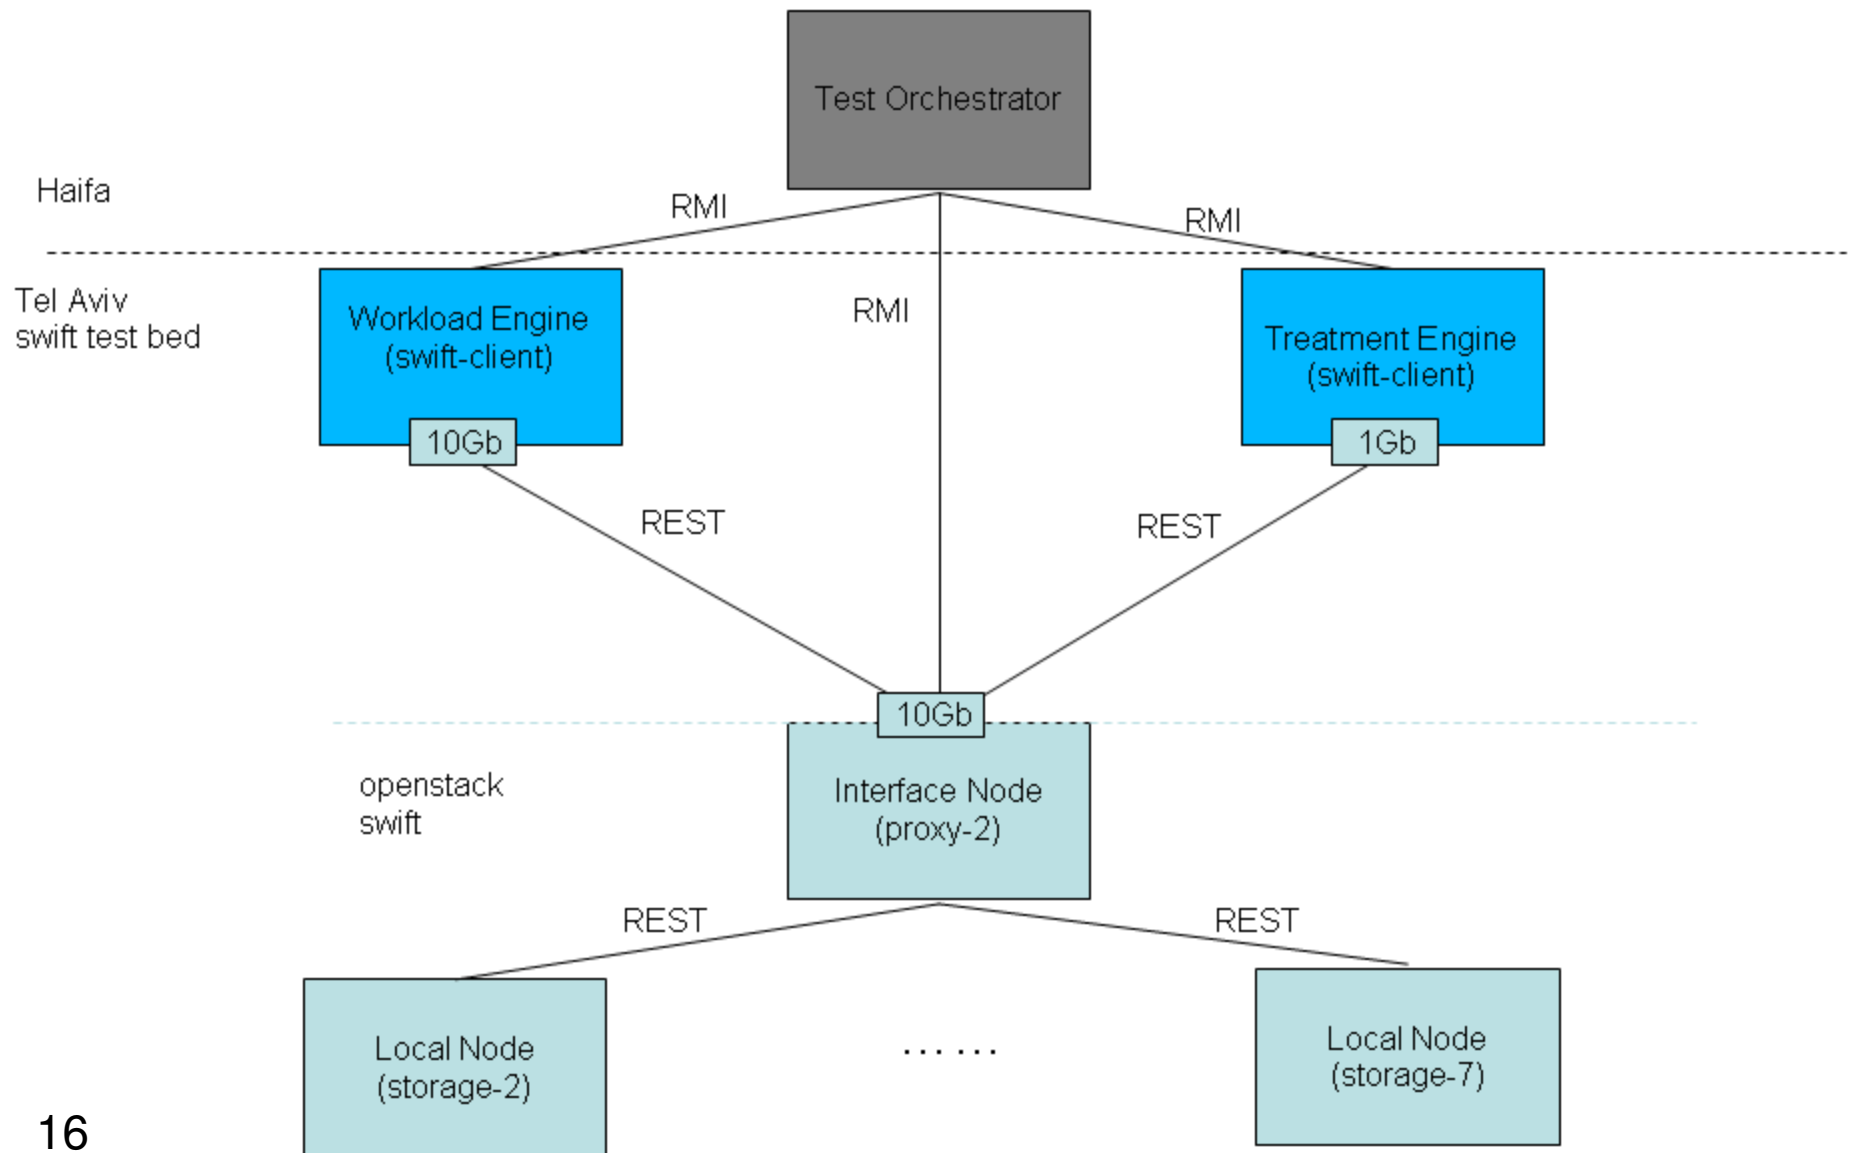 Test Orchestrator
Haifa
RMI
RMI
Tel Aviv
swift test bed
Workload Engine
(swift-client)
RMI
Treatment Engine
(swift-client)
10Gb
1Gb
REST
REST
10Gb
openstack
swift
Interface Node
(proxy-2)
REST
REST
Local Node
(storage-2)
......
Local Node
(storage-7)
16